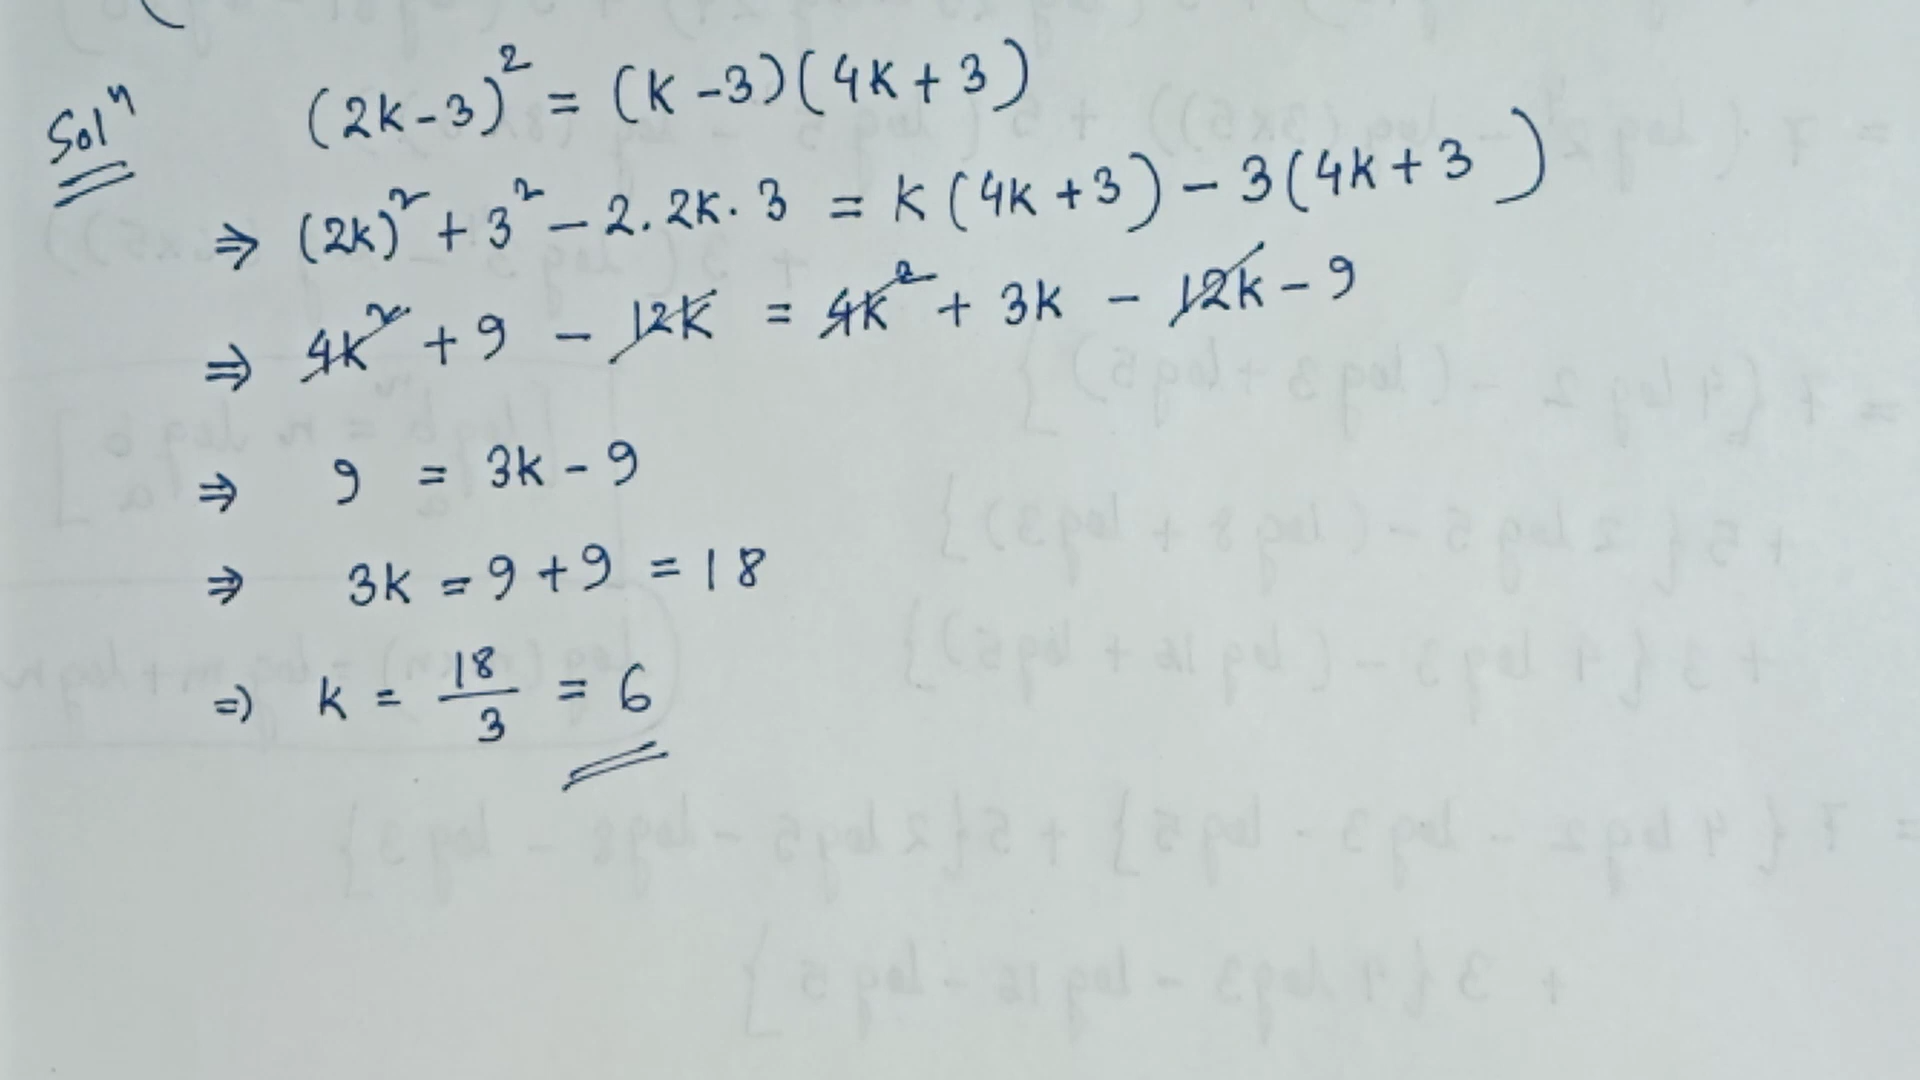 Solⁿ (2k-3)² = (k-3)(4k+3)
⇒ (2k)² + 3² - 2.2k.3 = k(4k+3) - 3(4k+3)
⇒ 4k² + 9 - 12k = 4k² + 3k - 12k - 9
⇒ 9 = 3k - 9
⇒ 3k = 9+9 = 18
⇒ k = 18/3 = 6